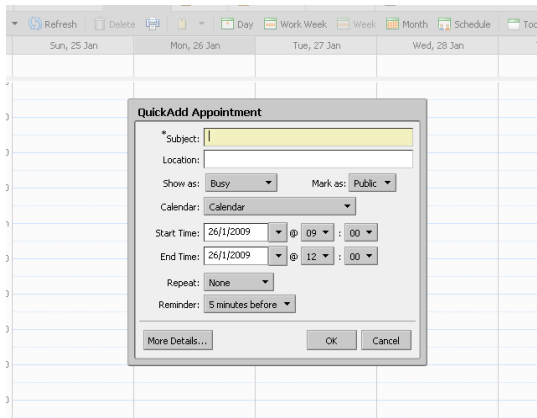 Refresh Delete Day Work Week Week Month Schedule
Sun, 25 Jan Mon, 26 Jan Tue, 27 Jan Wed, 28 Jan
QuickAdd Appointment
*Subject:
Location:
Show as: Busy Mark as: Public
Calendar: Calendar
Start Time: 26/1/2009 @ 09 : 00
End Time: 26/1/2009 @ 12 : 00
Repeat: None
Reminder: 5 minutes before
More Details... OK Cancel